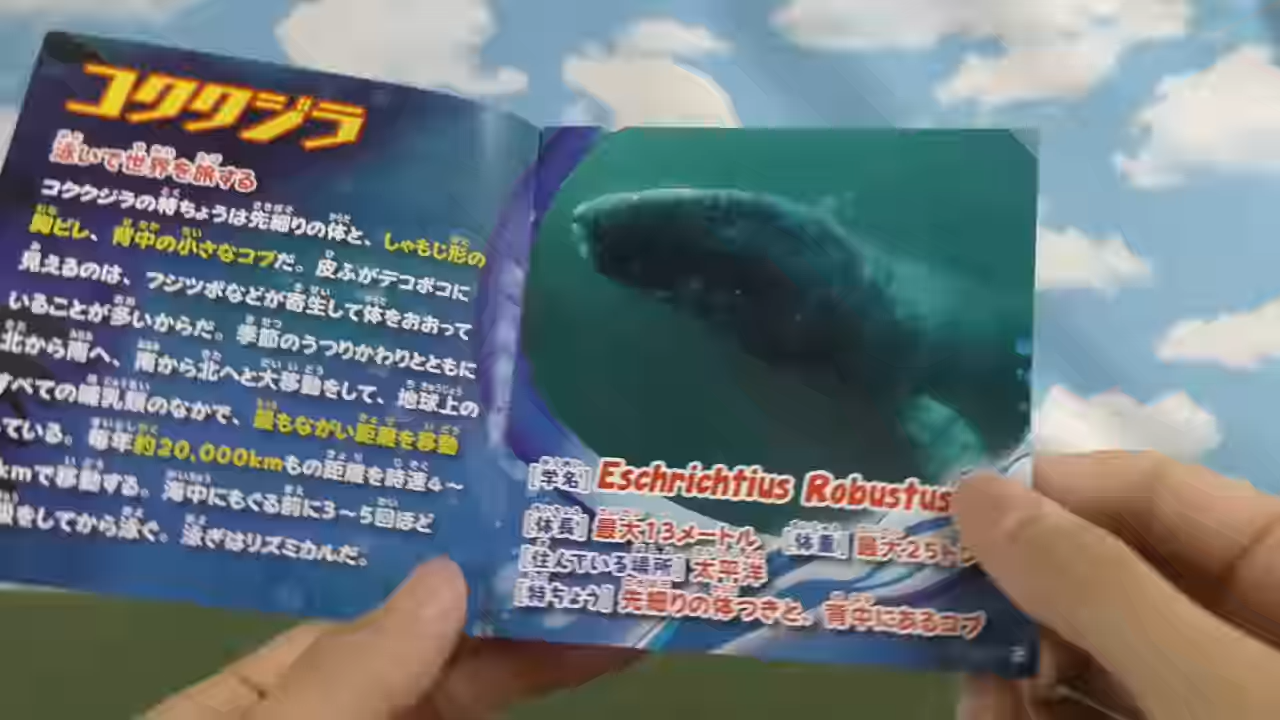 コククジラ
泳いで世界を旅する
コククジラの特ちょうは先細りの体と、しゃもじ形の
胸ビレ、背中の小さなコブだ。皮ふがデコボコに
見えるのは、フジツボなどが寄生して体をおおって
いることが多いからだ。季節のうつりかわりとともに
北から南へ、南から北へと大移動をして、地球上の
すべての哺乳類のなかで、最もながい距離を移動
ている。毎年約20,000kmもの距離を時速4〜
kmで移動する。海中にもぐる前に3〜5回ほど
をしてから泳ぐ。泳ぎはリズミカルだ。
[学名] Eschrichtius Robustus
[体長] 最大13メートル [体重] 最大25ト
[住んでいる場所] 太平洋
[特ちょう] 先細りの体つきと、背中にあるコブ